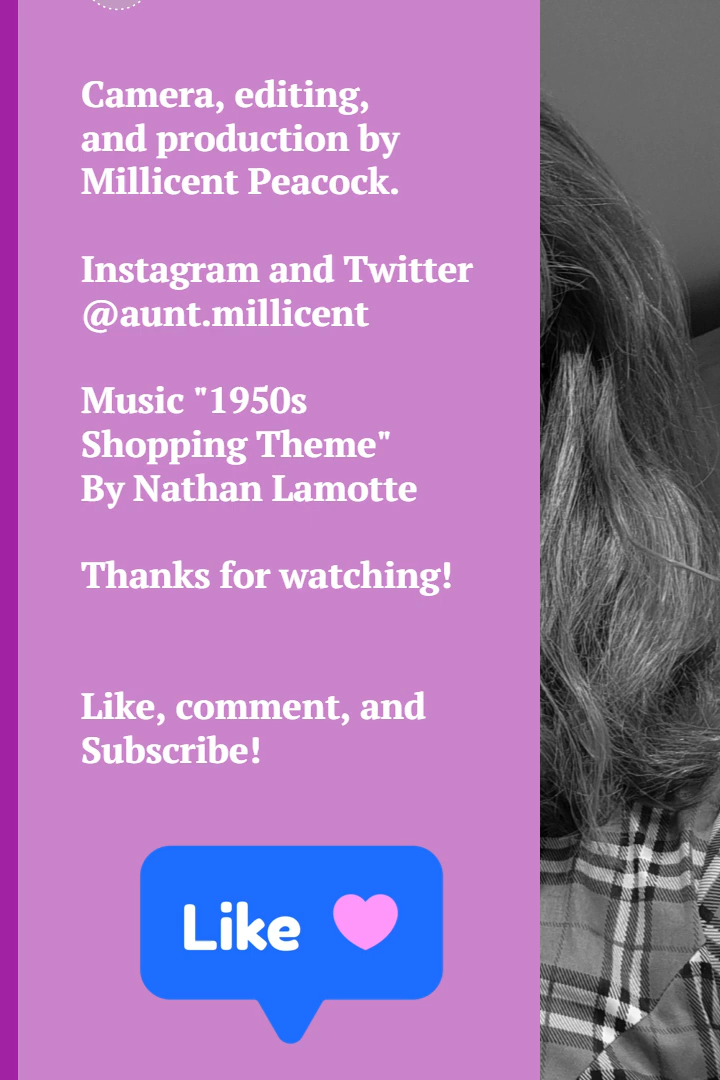 Camera, editing,
and production by
Millicent Peacock.
Instagram and Twitter
@aunt.millicent
Music "1950s
Shopping Theme"
By Nathan Lamotte
Thanks for watching!
Like, comment, and
Subscribe!
Like